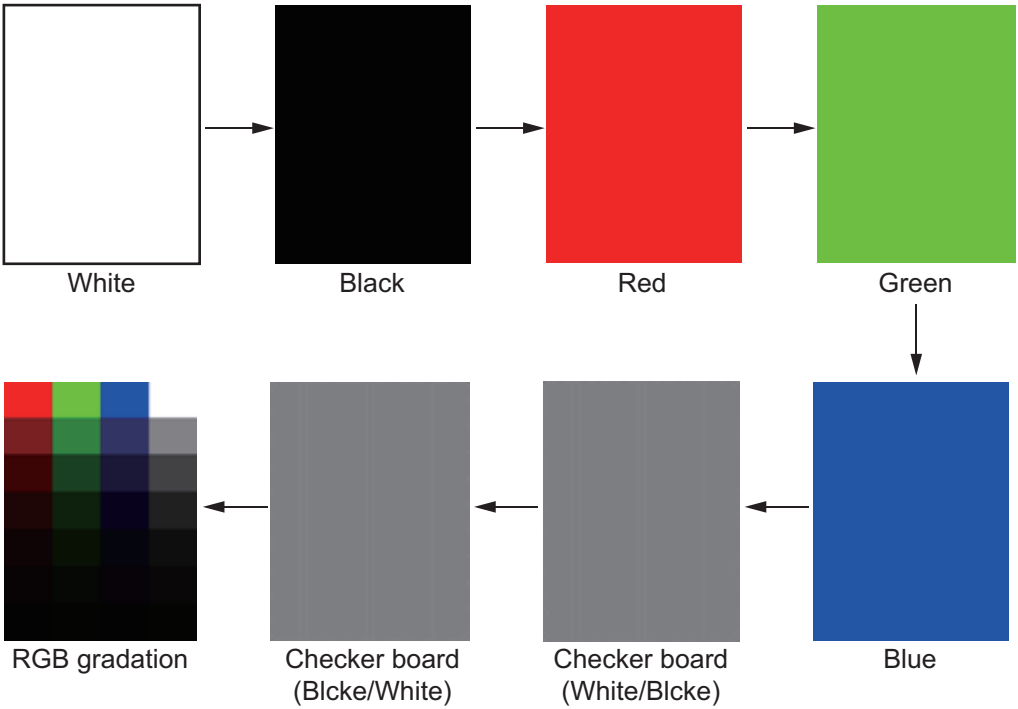 White
Black
Red
Green
RGB gradation
Checker board
(Blcke/White)
Checker board
(White/Blcke)
Blue